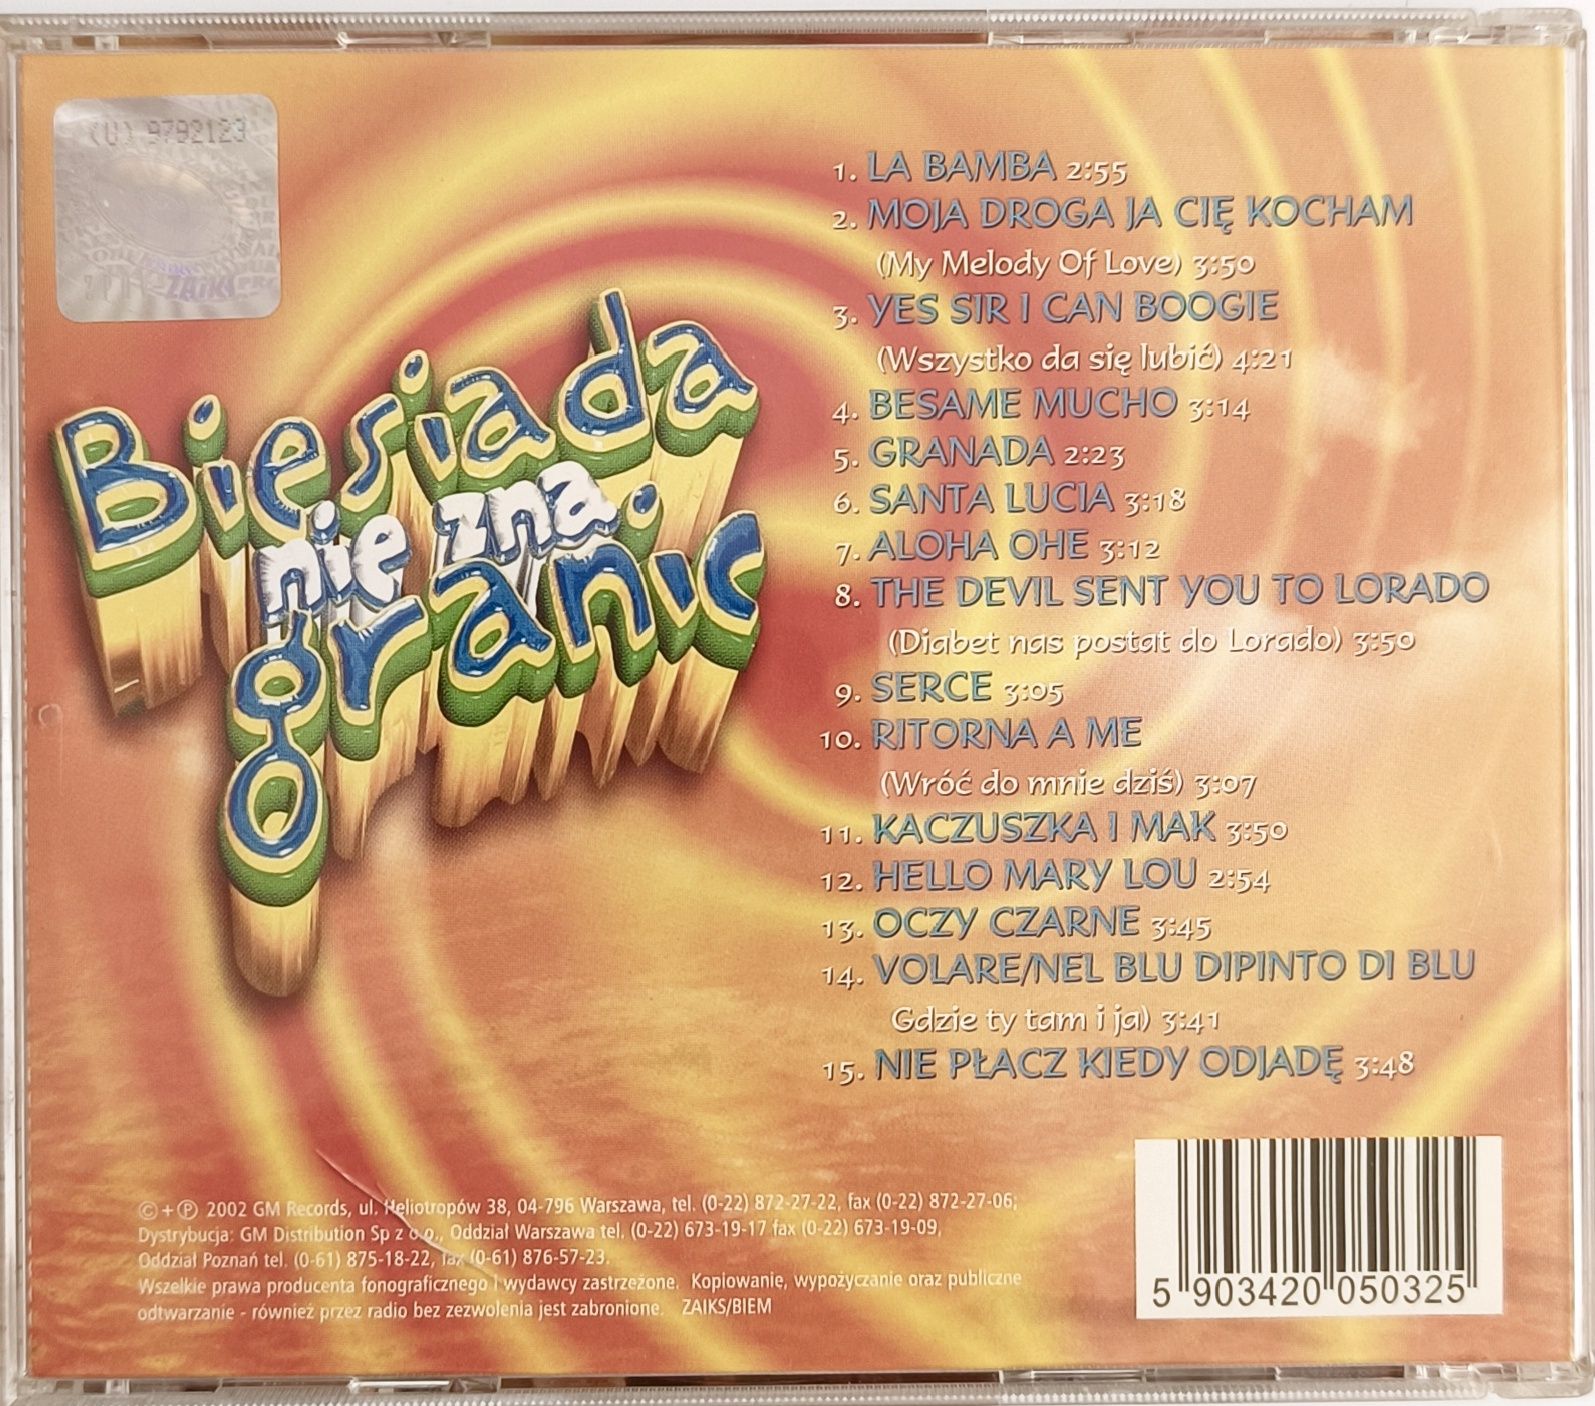 (U) 9792123
ZAIKS
Biesiada
nie zna
granic
1. LA BAMBA 2:55
2. MOJA DROGA JA CIĘ KOCHAM
(My Melody Of Love) 3:50
3. YES SIR I CAN BOOGIE
(Wszystko da się lubić) 4:21
4. BESAME MUCHO 3:14
5. GRANADA 2:23
6. SANTA LUCIA 3:18
7. ALOHA OHE 3:12
8. THE DEVIL SENT YOU TO LORADO
(Diabet nas postat do Lorado) 3:50
9. SERCE 3:05
10. RITORNA A ME
(Wróć do mnie dziś) 3:07
11. KACZUSZKA I MAK 3:50
12. HELLO MARY LOU 2:54
13. OCZY CZARNE 3:45
14. VOLARE/NEL BLU DIPINTO DI BLU
Gdzie ty tam i ja) 3:41
15. NIE PŁACZ KIEDY ODJADĘ 3:48
© + ℗ 2002 GM Records, ul. Heliotropów 38, 04-796 Warszawa, tel. (0-22) 872-27-22, fax (0-22) 872-27-06;
Dystrybucja: GM Distribution Sp z o.o., Oddział Warszawa tel. (0-22) 673-19-17 fax (0-22) 673-19-09,
Oddział Poznań tel. (0-61) 875-18-22, fax (0-61) 876-57-23.
Wszelkie prawa producenta fonograficznego i wydawcy zastrzeżone. Kopiowanie, wypożyczanie oraz publiczne
odtwarzanie - również przez radio bez zezwolenia jest zabronione. ZAIKS/BIEM
5 903420 050325